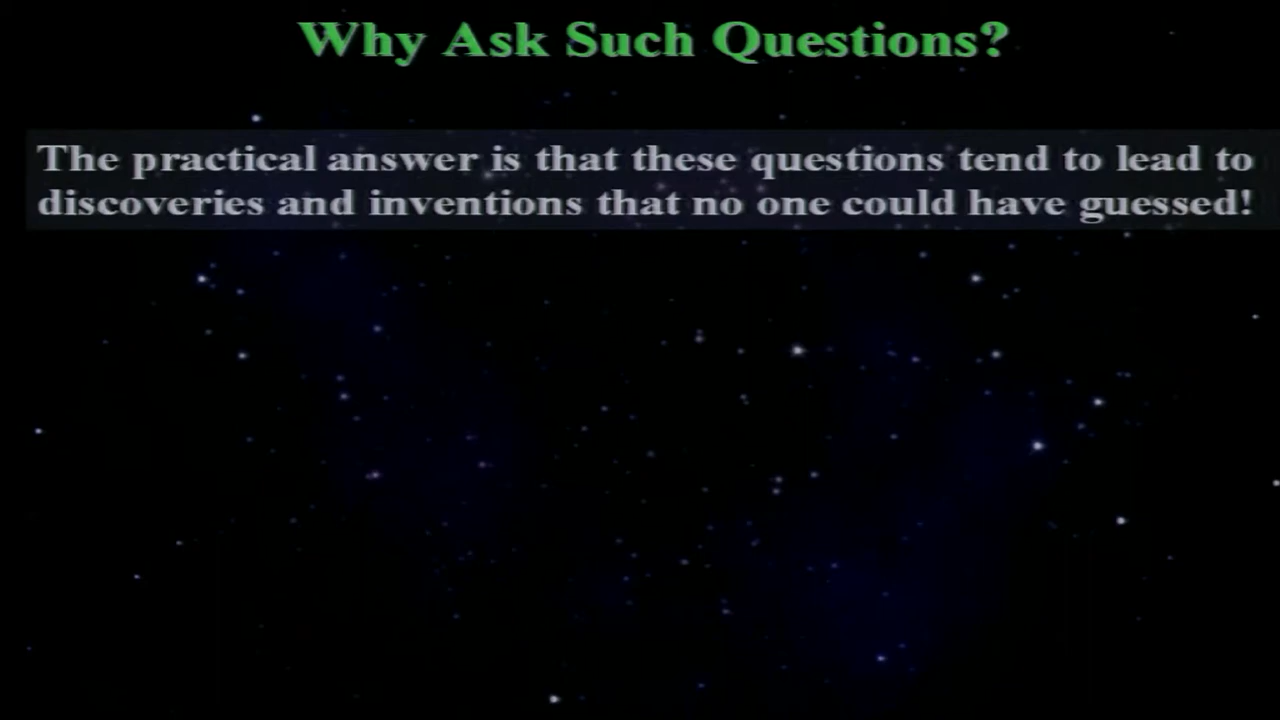 Why Ask Such Questions?
The practical answer is that these questions tend to lead to
discoveries and inventions that no one could have guessed!